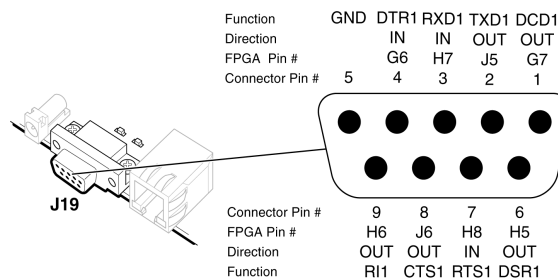 Function GND DTR1 RXD1 TXD1 DCD1
Direction IN IN OUT OUT
FPGA Pin # G6 H7 J5 G7
Connector Pin # 5 4 3 2 1
J19
Connector Pin # 9 8 7 6
FPGA Pin # H6 J6 H8 H5
Direction OUT OUT IN OUT
Function RI1 CTS1 RTS1 DSR1